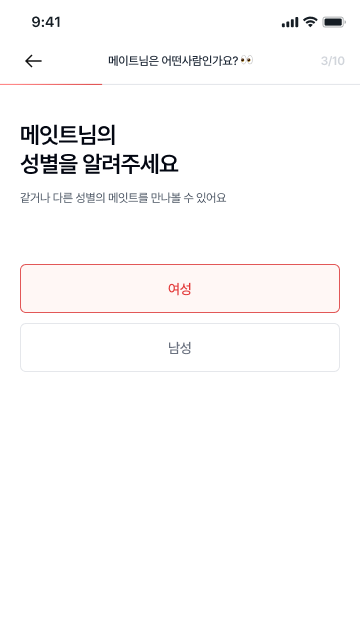 9:41
메이트님은 어떤사람인가요?👀
3/10
메잇트님의
성별을 알려주세요
같거나 다른 성별의 메잇트를 만나볼 수 있어요
여성
남성